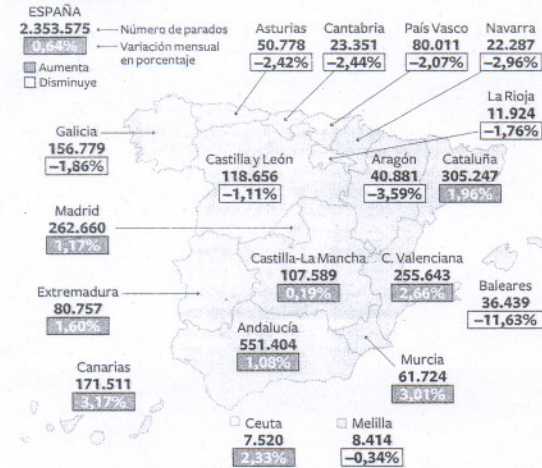 ESPAÑA
2.353.575 Número de parados
0,64% Variación mensual
en porcentaje
Aumenta
Disminuye
Asturias
50.778
−2,42%
Cantabria
23.351
−2,44%
País Vasco
80.011
−2,07%
Navarra
22.287
−2,96%
La Rioja
11.924
−1,76%
Galicia
156.779
−1,86%
Castilla y León
118.656
−1,11%
Aragón
40.881
−3,59%
Cataluña
305.247
1,96%
Madrid
262.660
1,17%
Castilla-La Mancha
107.589
0,19%
C. Valenciana
255.643
2,66%
Baleares
36.439
−11,63%
Extremadura
80.757
1,60%
Andalucía
551.404
1,08%
Murcia
61.724
3,01%
Canarias
171.511
3,17%
Ceuta
7.520
2,33%
Melilla
8.414
−0,34%